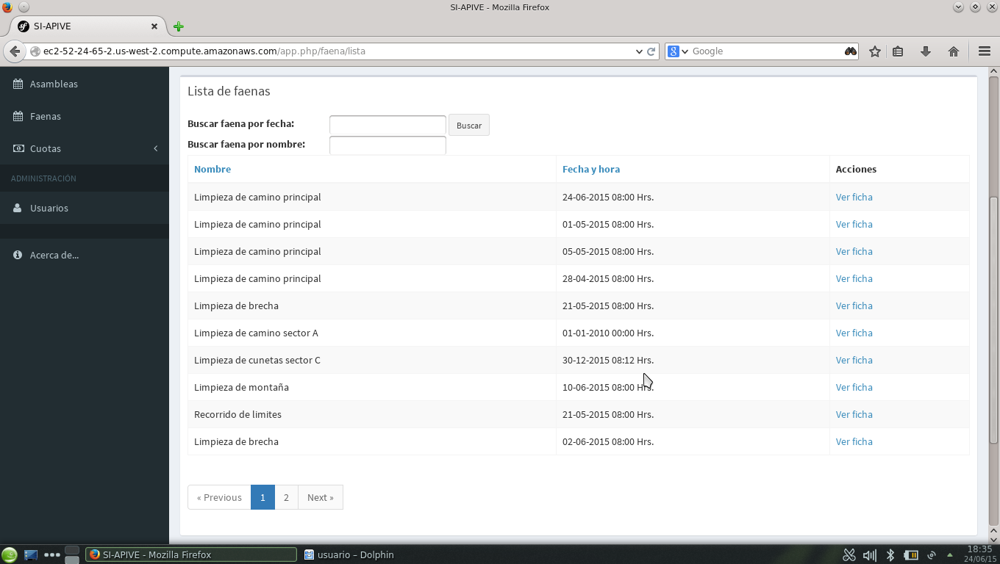 SI-APIVE - Mozilla Firefox
SI-APIVE
ec2-52-24-65-2.us-west-2.compute.amazonaws.com/app.php/faena/lista
Google
Asambleas
Faenas
Cuotas
ADMINISTRACIÓN
Usuarios
Acerca de...
Lista de faenas
Buscar faena por fecha: Buscar
Buscar faena por nombre:
Nombre Fecha y hora Acciones
Limpieza de camino principal 24-06-2015 08:00 Hrs. Ver ficha
Limpieza de camino principal 01-05-2015 08:00 Hrs. Ver ficha
Limpieza de camino principal 05-05-2015 08:00 Hrs. Ver ficha
Limpieza de camino principal 28-04-2015 08:00 Hrs. Ver ficha
Limpieza de brecha 21-05-2015 08:00 Hrs. Ver ficha
Limpieza de camino sector A 01-01-2010 00:00 Hrs. Ver ficha
Limpieza de cunetas sector C 30-12-2015 08:12 Hrs. Ver ficha
Limpieza de montaña 10-06-2015 08:00 Hrs. Ver ficha
Recorrido de limites 21-05-2015 08:00 Hrs. Ver ficha
Limpieza de brecha 02-06-2015 08:00 Hrs. Ver ficha
« Previous 1 2 Next »
SI-APIVE - Mozilla Firefox
usuario – Dolphin
18:35
24/06/15